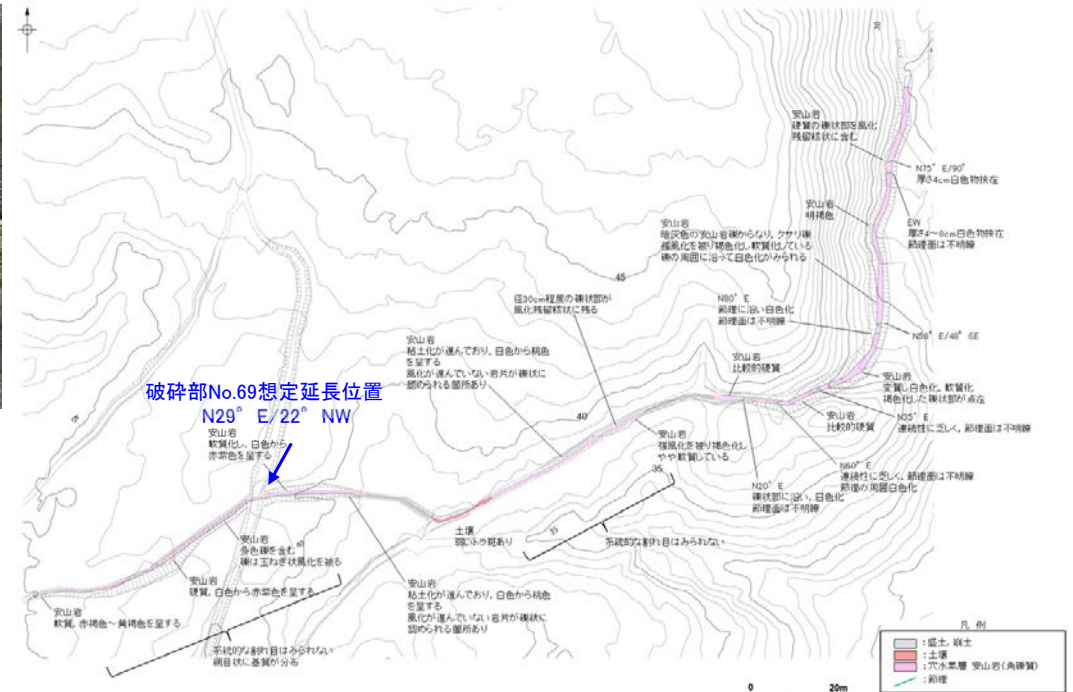 30
安山岩
硬質の礫状部を風化
残留核状に含む
N75° E/90°
厚さ4cm白色物挟在
安山岩
明褐色
EW
厚さ4～8cm白色物挟在
節理面は不明瞭
安山岩
暗灰色の安山岩礫からなり，クサリ礫
強風化を被り褐色化し軟質化している
礫の周囲に沿って白色化がみられる
45
径30cm程度の礫状部が
風化残留核状に残る
N80° E
節理に沿い白色化
節理面は不明瞭
安山岩
粘土化が進んでおり，白色から桃色
を呈する
風化が進んでいない岩片が礫状に
認められる箇所あり
安山岩
比較的硬質
安山岩
変質し白色化，軟質化
褐色化した礫状部が点在
破砕部No.69想定延長位置
N29° E/22° NW
安山岩
軟質化し，白色から
赤紫色を呈する
40
安山岩
比較的硬質
N35° E
連続性に乏しく，節理面は不明瞭
安山岩
強風化を被り褐色化し
やや軟質している
35
N60° E
連続性に乏しく，節理面は不明瞭
節理の周囲白色化
N20° E
礫状部に沿い，白色化
節理面は不明瞭
土壌
弱いトラ斑あり
系統的な割れ目はみられない
安山岩
多色礫を含む
礫は玉ねぎ状風化を被る
安山岩
硬質，白色から赤紫色を呈する
安山岩
粘土化が進んでおり，白色から桃色
を呈する
風化が進んでいない岩片が礫状に
認められる箇所あり
安山岩
軟質，赤褐色～黄褐色を呈する
系統的な割れ目はみられない
網目状に基質が分布
凡例
：盛土，崩土
：土壌
：穴水累層 安山岩（角礫質）
：節理
0 20m